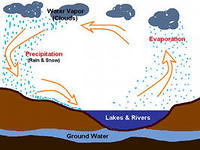 Water Vapor
(Clouds)
Evaporation
Precipitation
(Rain & Snow)
Lakes & Rivers
Ground Water